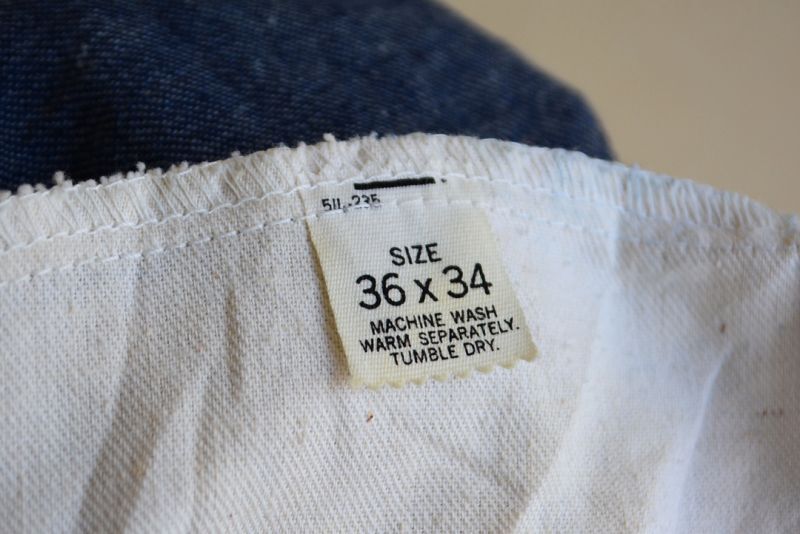 SIZE
36 x 34
MACHINE WASH
WARM SEPARATELY.
TUMBLE DRY.